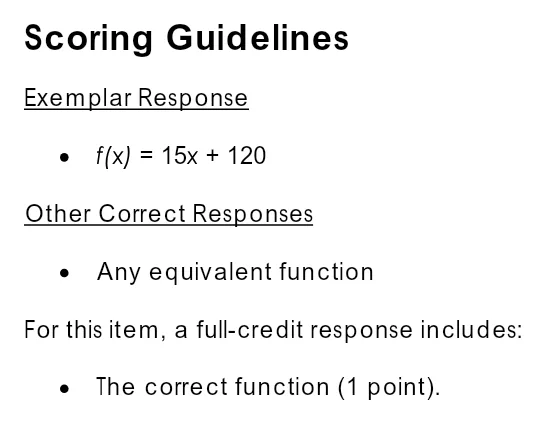 Scoring Guidelines
Exemplar Response
• f(x) = 15x + 120
Other Correct Responses
• Any equivalent function
For this item, a full-credit response includes:
• The correct function (1 point).